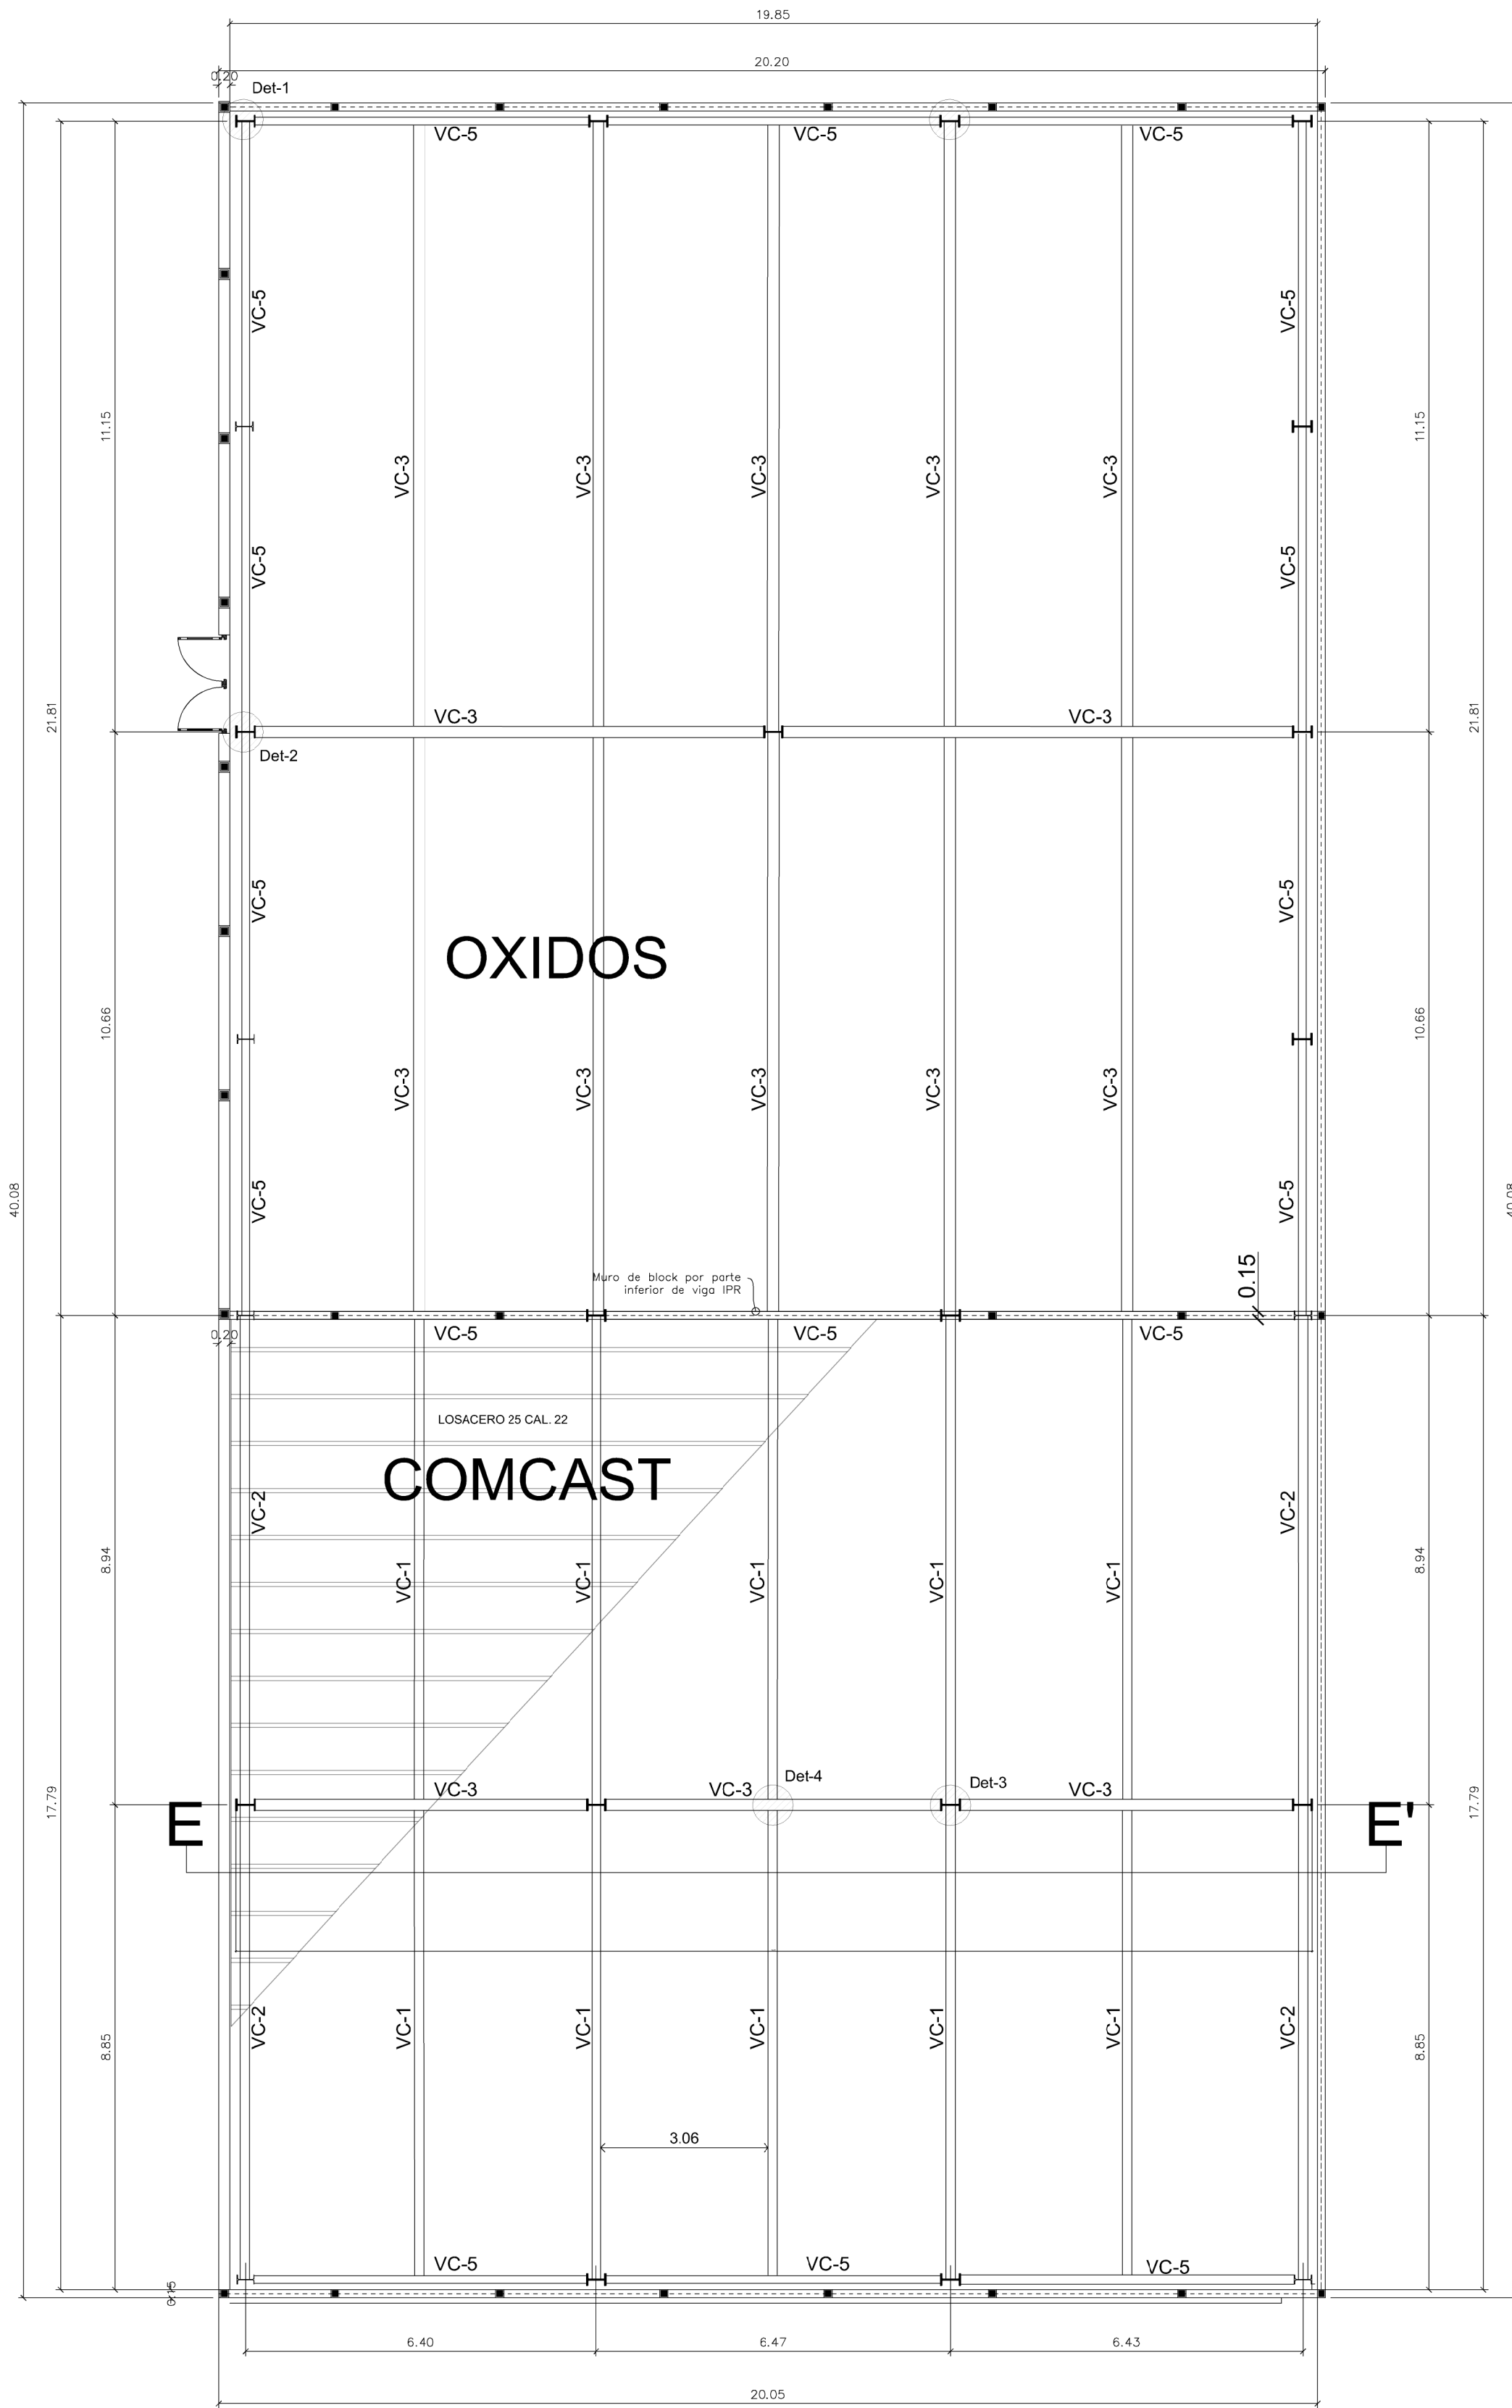 19.85
20.20
0.20
Det-1
VC-5 VC-5 VC-5
VC-5 VC-5
11.15 11.15
VC-3 VC-3 VC-3 VC-3 VC-3
VC-5 VC-5
21.81 21.81
VC-3 VC-3
Det-2
VC-5 VC-5
OXIDOS
10.66 10.66
VC-3 VC-3 VC-3 VC-3 VC-3
40.08 40.08
VC-5 VC-5
Muro de block por parte
inferior de viga IPR
0.15
0.20
VC-5 VC-5 VC-5
LOSACERO 25 CAL. 22
COMCAST
VC-2 VC-2
8.94 8.94
VC-1 VC-1 VC-1 VC-1 VC-1
Det-4 Det-3
VC-3 VC-3 VC-3
17.79 17.79
E E'
VC-2 VC-1 VC-1 VC-1 VC-1 VC-1 VC-2
8.85 8.85
3.06
VC-5 VC-5 VC-5
0.15
6.40 6.47 6.43
20.05